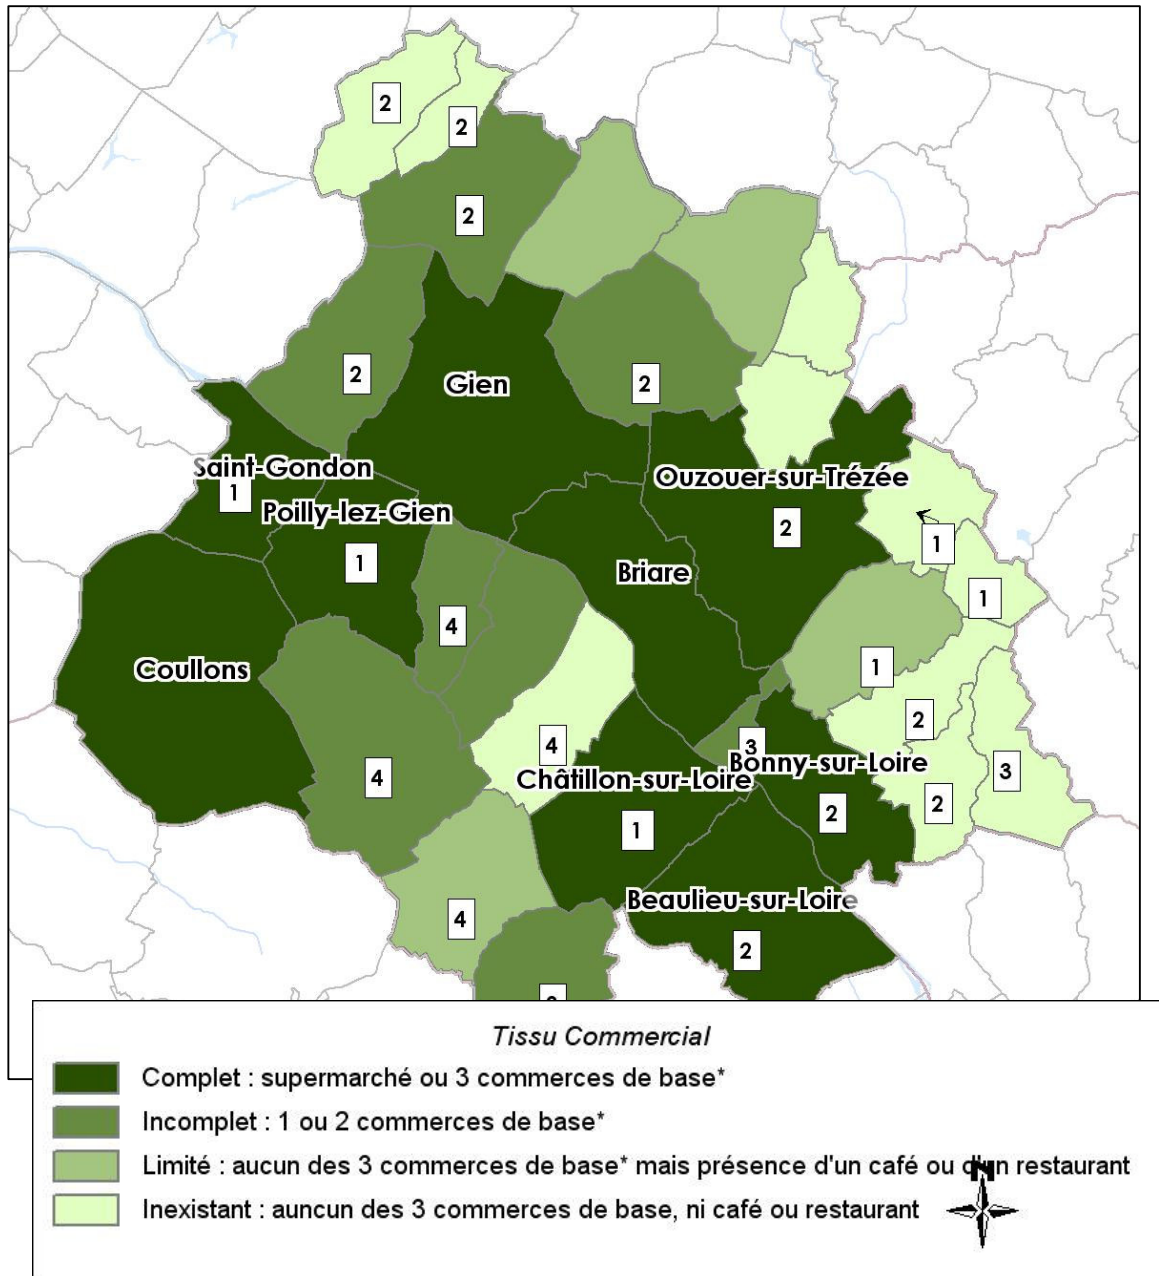 2
2
2
2
Gien
2
Saint-Gondon
Ouzouer-sur-Trézée
1
Poilly-lez-Gien
2
1
1
Briare
1
4
Coullons
1
2
4
3
Bonny-sur-Loire
3
4
Châtillon-sur-Loire
2
2
1
Beaulieu-sur-Loire
4
2
Tissu Commercial
Complet : supermarché ou 3 commerces de base*
Incomplet : 1 ou 2 commerces de base*
Limité : aucun des 3 commerces de base* mais présence d'un café ou d'un restaurant
N
Inexistant : auncun des 3 commerces de base, ni café ou restaurant